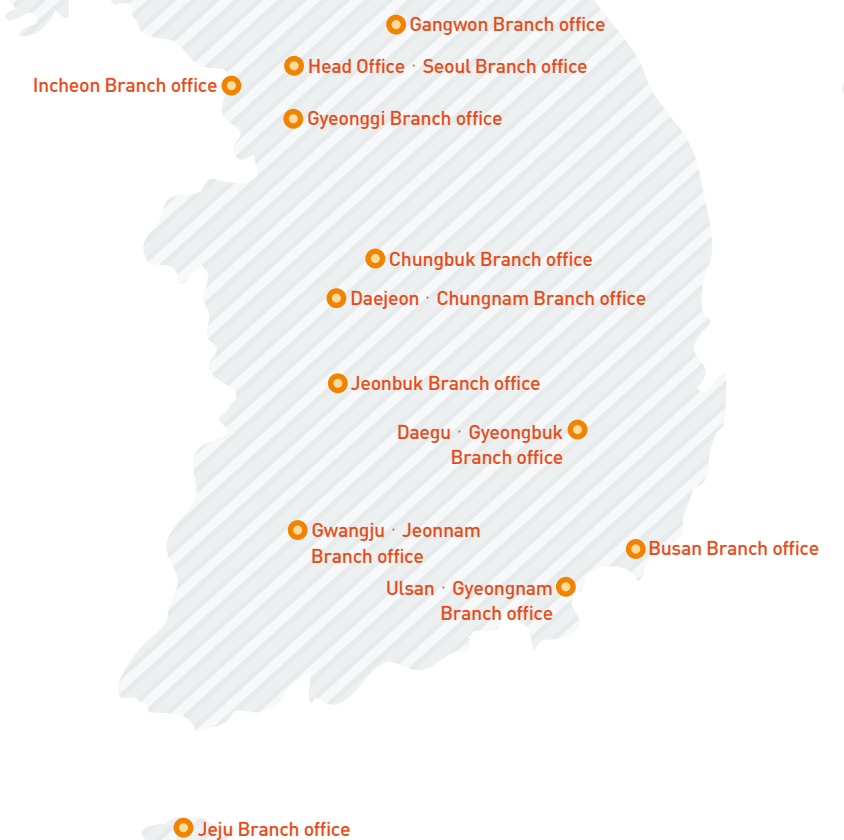 Gangwon Branch office
Head Office · Seoul Branch office
Incheon Branch office
Gyeonggi Branch office
Chungbuk Branch office
Daejeon · Chungnam Branch office
Jeonbuk Branch office
Daegu · Gyeongbuk
Branch office
Gwangju · Jeonnam
Branch office
Busan Branch office
Ulsan · Gyeongnam
Branch office
Jeju Branch office